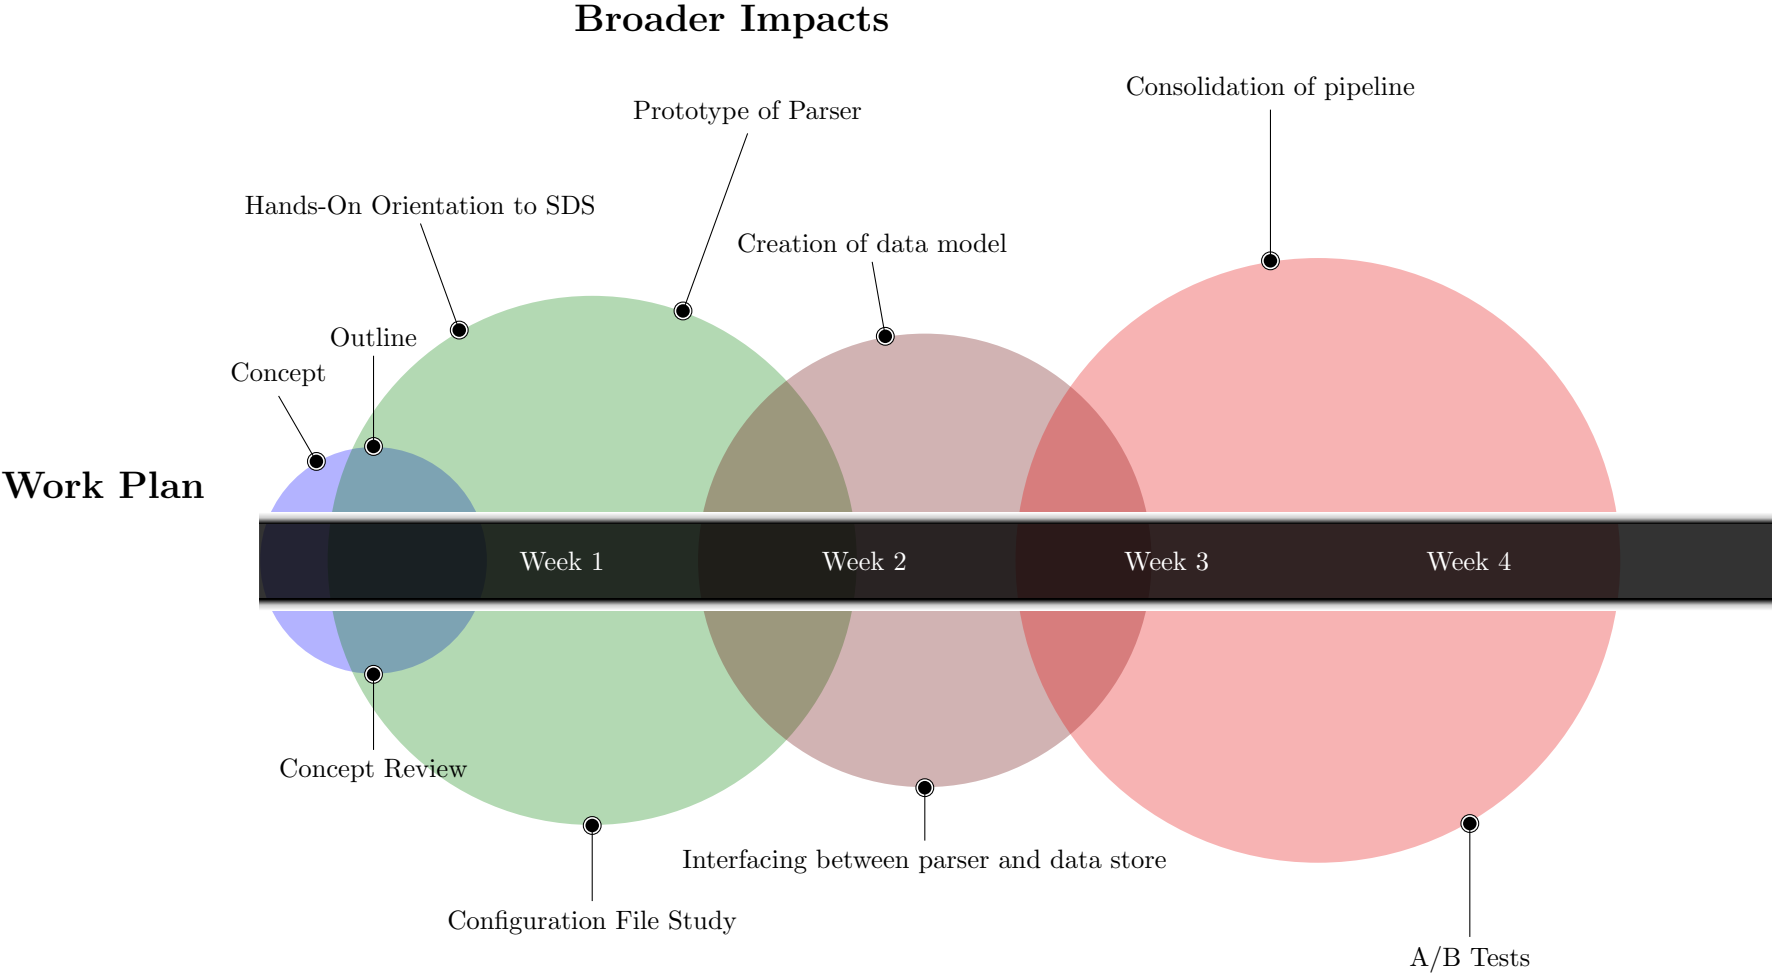 Broader Impacts
Consolidation of pipeline
Prototype of Parser
Hands-On Orientation to SDS
Creation of data model
Outline
Concept
Work Plan
Week 1
Week 2
Week 3
Week 4
Concept Review
Interfacing between parser and data store
Configuration File Study
A/B Tests